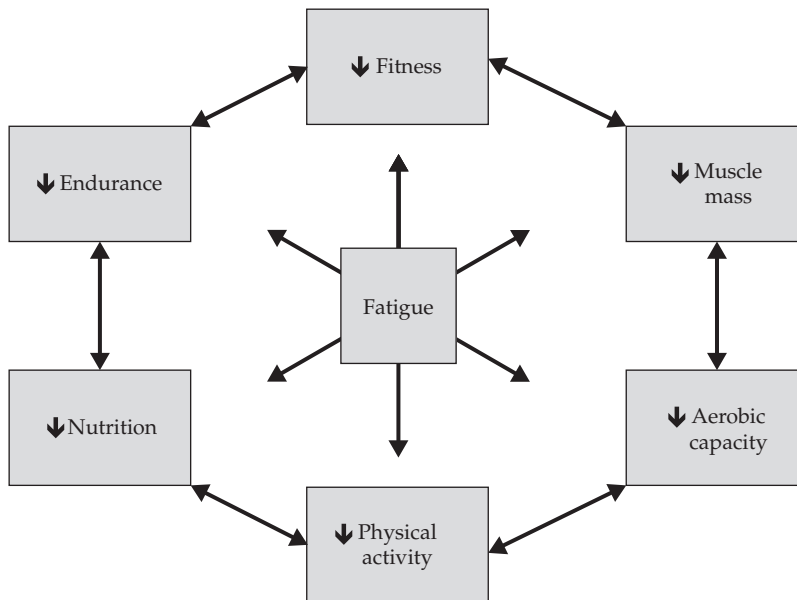 ↓ Fitness
↓ Endurance
↓ Muscle
mass
Fatigue
↓ Nutrition
↓ Aerobic
capacity
↓ Physical
activity